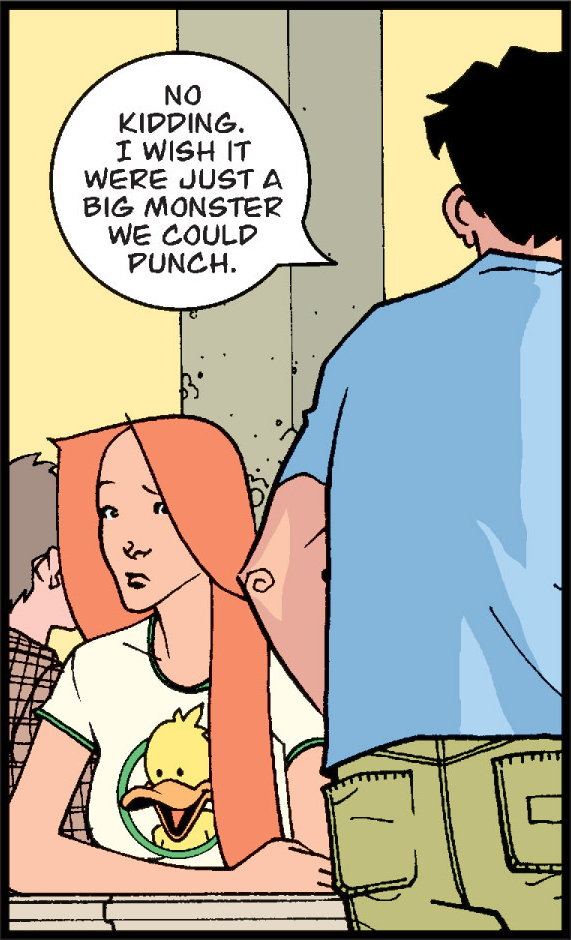 NO
KIDDING.
I WISH IT
WERE JUST A
BIG MONSTER
WE COULD
PUNCH.